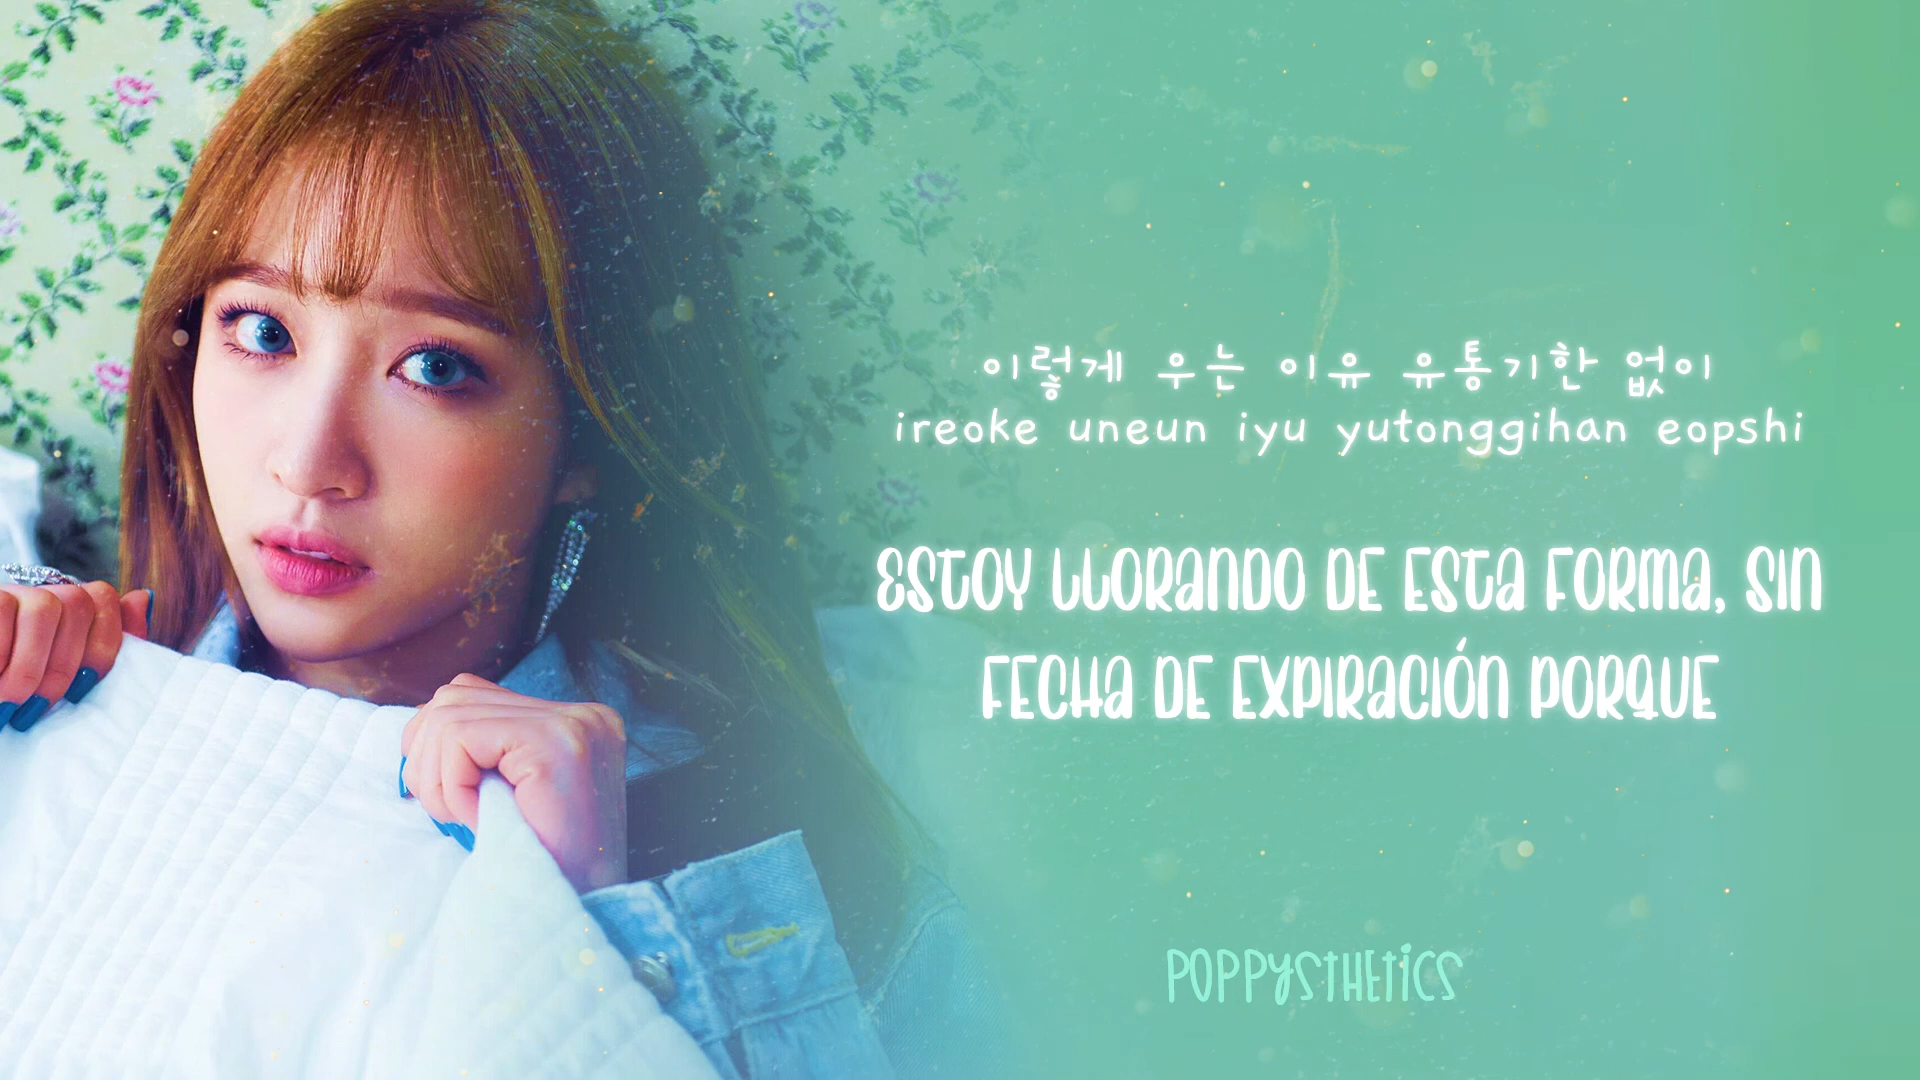 이렇게 우는 이유 유통기한 없이
ireoke uneun iyu yutonggihan eopshi
Estoy llorando de esta forma, sin
fecha de expiración porque
poppysthetics